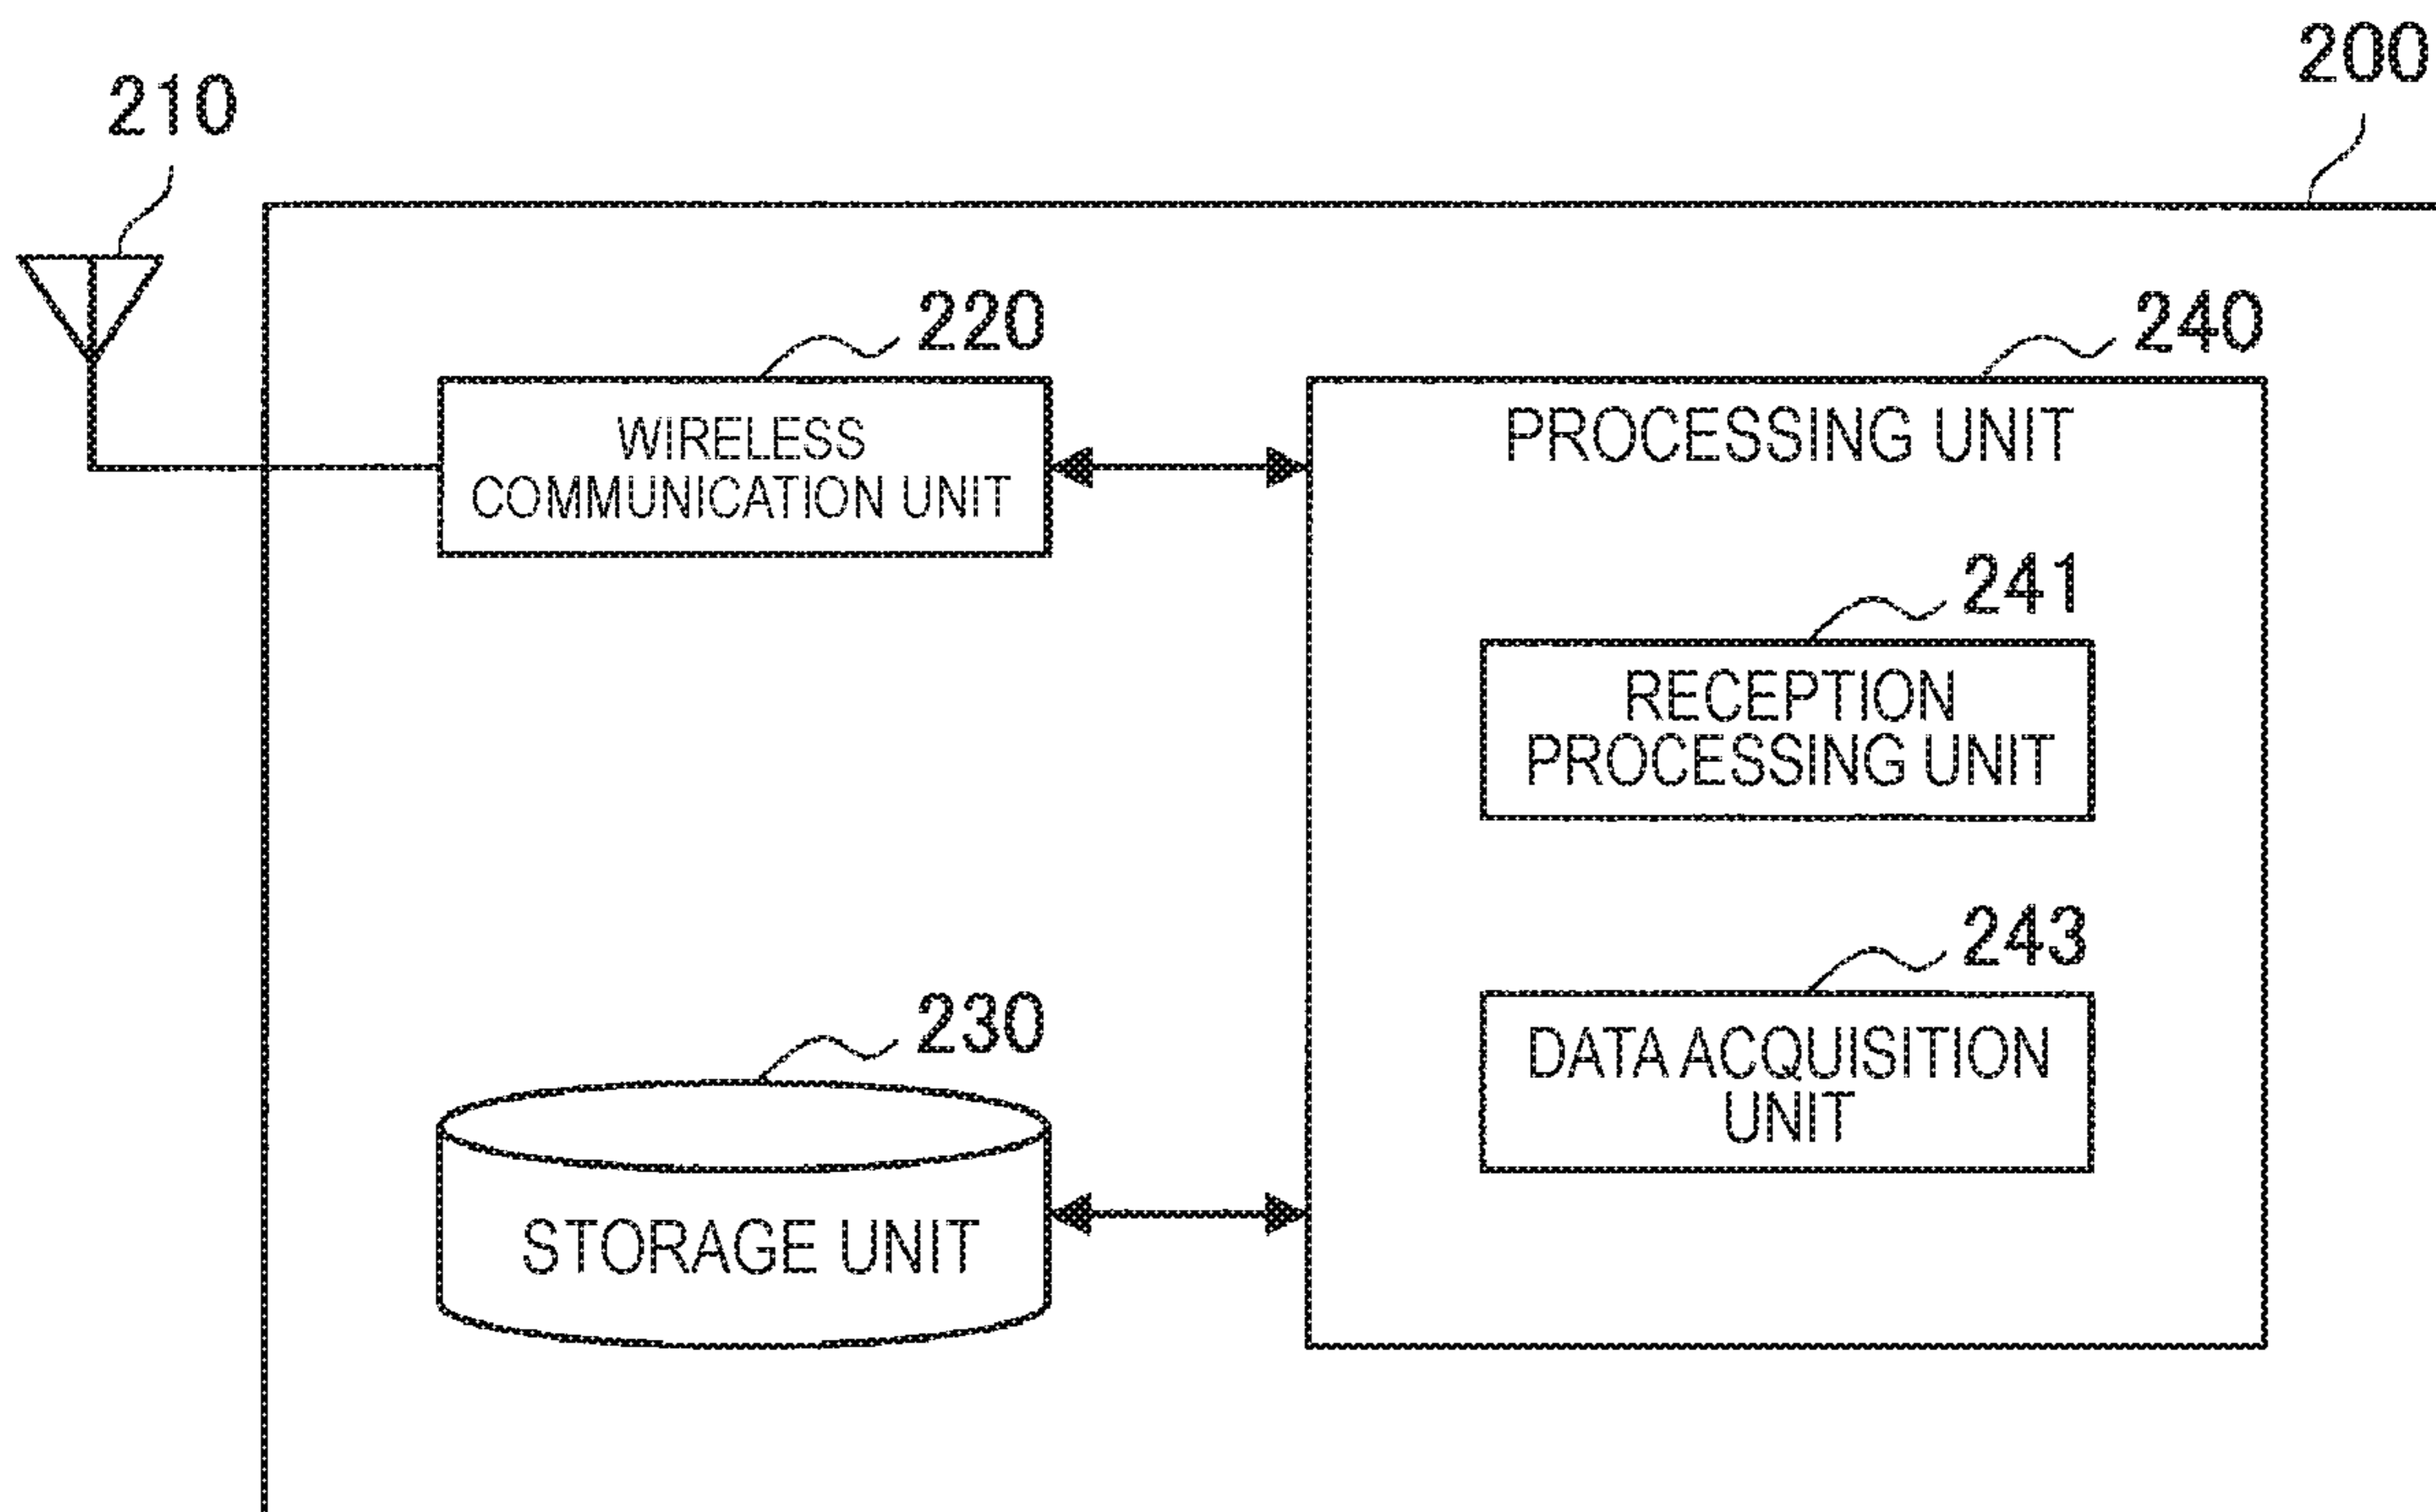 200
210
220
240
WIRELESS
COMMUNICATION UNIT
PROCESSING UNIT
241
RECEPTION
PROCESSING UNIT
243
DATA ACQUISITION
UNIT
230
STORAGE UNIT